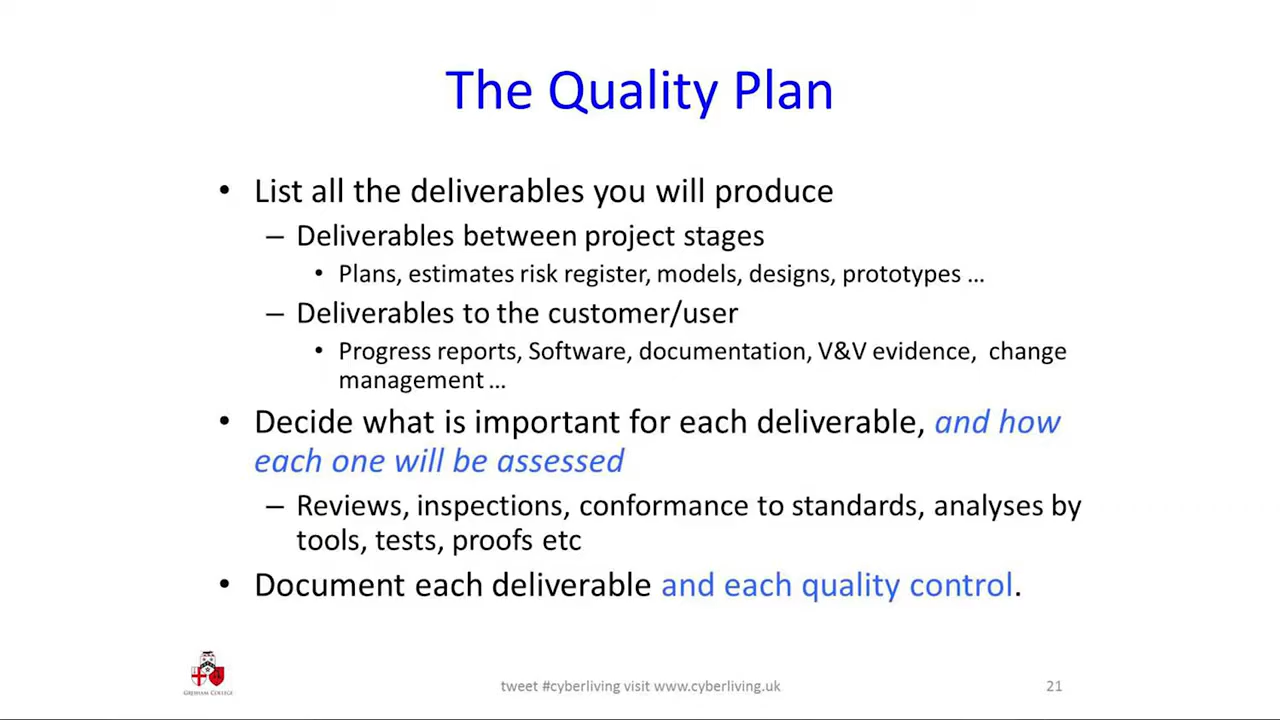 The Quality Plan
• List all the deliverables you will produce
– Deliverables between project stages
• Plans, estimates risk register, models, designs, prototypes …
– Deliverables to the customer/user
• Progress reports, Software, documentation, V&V evidence, change
management …
• Decide what is important for each deliverable, and how
each one will be assessed
– Reviews, inspections, conformance to standards, analyses by
tools, tests, proofs etc
• Document each deliverable and each quality control.
GRESHAM COLLEGE
tweet #cyberliving visit www.cyberliving.uk
21